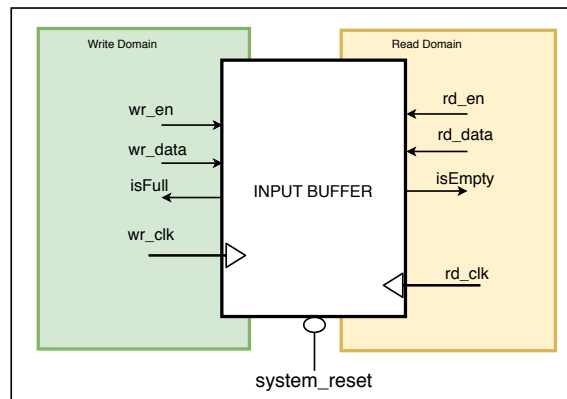 Write Domain
Read Domain
wr_en
wr_data
isFull
wr_clk
INPUT BUFFER
rd_en
rd_data
isEmpty
rd_clk
system_reset